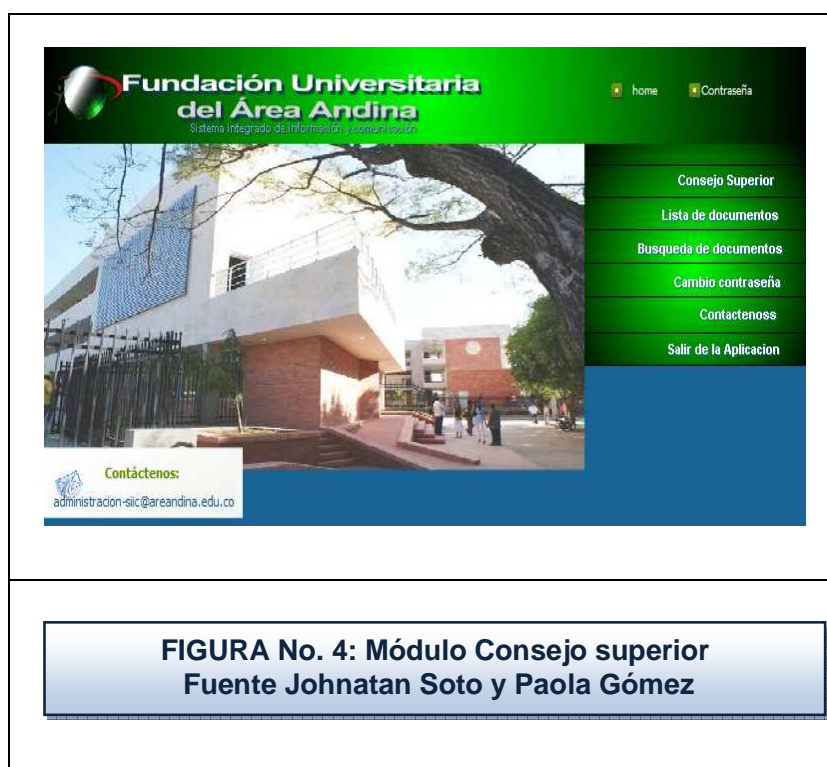 Fundación Universitaria
del Área Andina
Sistema integrado de información y comunicación
home
Contraseña
Consejo Superior
Lista de documentos
Busqueda de documentos
Cambio contraseña
Contactenoss
Salir de la Aplicacion
Contáctenos:
administracion-siic@areandina.edu.co
FIGURA No. 4: Módulo Consejo superior
Fuente Johnatan Soto y Paola Gómez